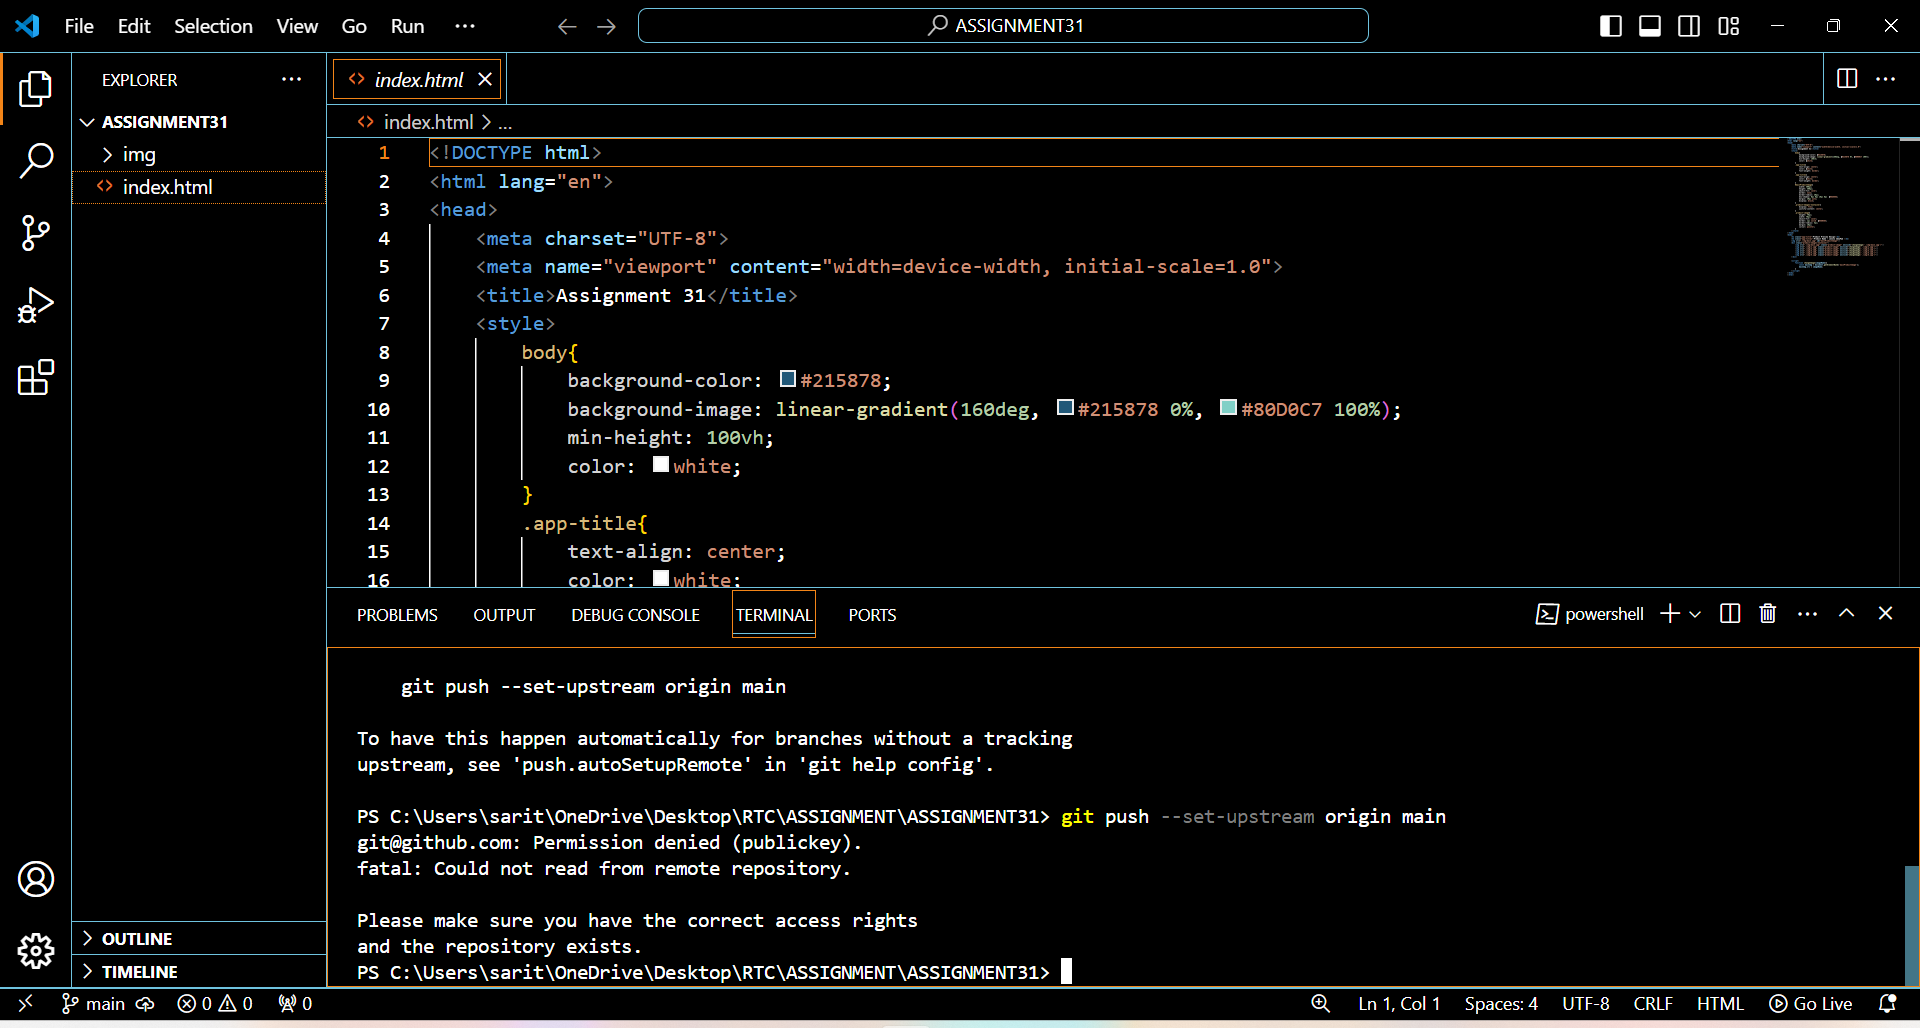 File Edit Selection View Go Run ···
ASSIGNMENT31
EXPLORER
ASSIGNMENT31
img
index.html
OUTLINE
TIMELINE
index.html
index.html > ...
1 <!DOCTYPE html>
2 <html lang="en">
3 <head>
4 <meta charset="UTF-8">
5 <meta name="viewport" content="width=device-width, initial-scale=1.0">
6 <title>Assignment 31</title>
7 <style>
8 body{
9 background-color: #215878;
10 background-image: linear-gradient(160deg, #215878 0%, #80D0C7 100%);
11 min-height: 100vh;
12 color: white;
13 }
14 .app-title{
15 text-align: center;
16 color: white;
PROBLEMS OUTPUT DEBUG CONSOLE TERMINAL PORTS
powershell
git push --set-upstream origin main
To have this happen automatically for branches without a tracking
upstream, see 'push.autoSetupRemote' in 'git help config'.
PS C:\Users\sarit\OneDrive\Desktop\RTC\ASSIGNMENT\ASSIGNMENT31> git push --set-upstream origin main
git@github.com: Permission denied (publickey).
fatal: Could not read from remote repository.
Please make sure you have the correct access rights
and the repository exists.
PS C:\Users\sarit\OneDrive\Desktop\RTC\ASSIGNMENT\ASSIGNMENT31>
main 0 0 0 Ln 1, Col 1 Spaces: 4 UTF-8 CRLF HTML Go Live